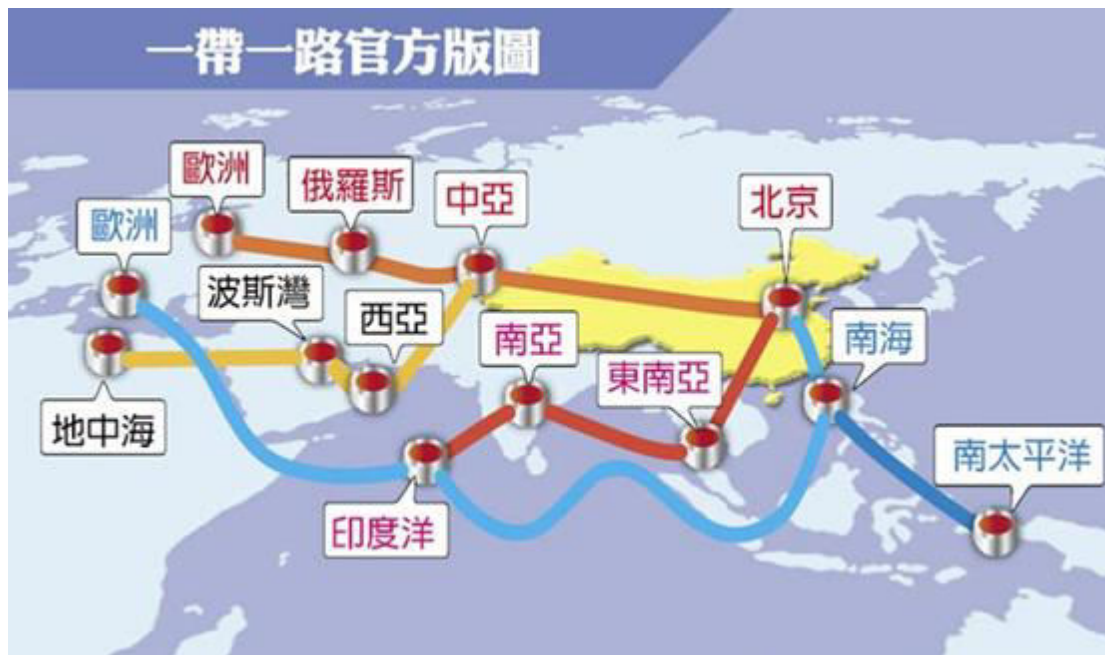 一帶一路官方版圖
歐洲
俄羅斯
中亞
北京
歐洲
波斯灣
西亞
南亞
東南亞
南海
地中海
印度洋
南太平洋